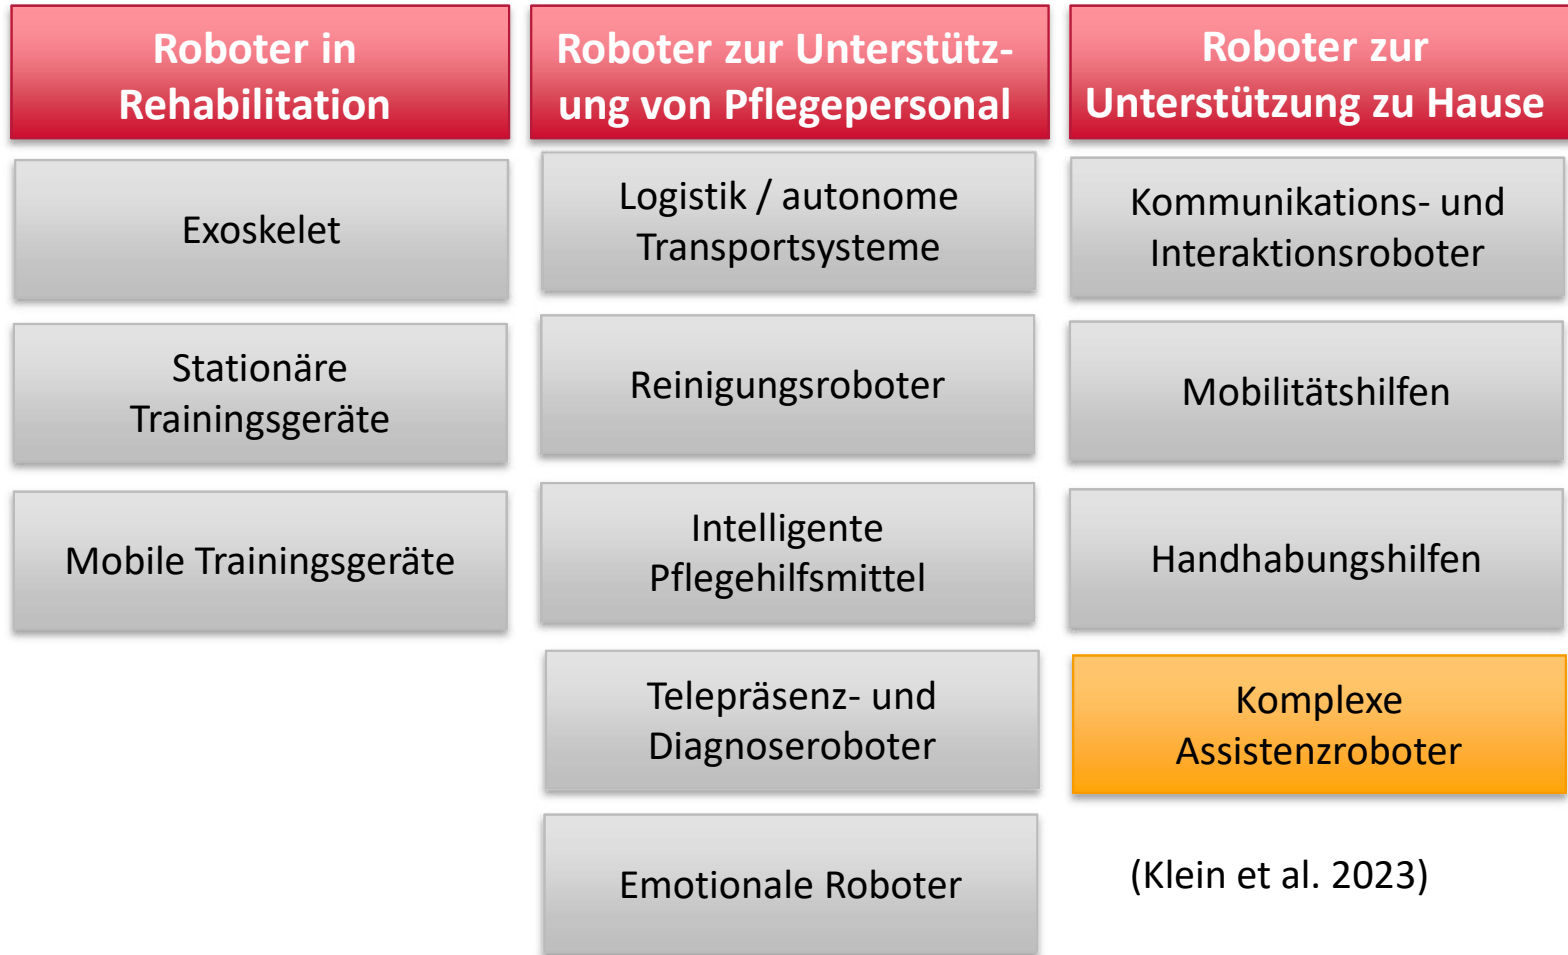 Roboter in
Rehabilitation
Exoskelet
Stationäre
Trainingsgeräte
Mobile Trainingsgeräte
Roboter zur Unterstütz-
ung von Pflegepersonal
Logistik / autonome
Transportsysteme
Reinigungsroboter
Intelligente
Pflegehilfsmittel
Telepräsenz- und
Diagnoseroboter
Emotionale Roboter
Roboter zur
Unterstützung zu Hause
Kommunikations- und
Interaktionsroboter
Mobilitätshilfen
Handhabungshilfen
Komplexe
Assistenzroboter
(Klein et al. 2023)